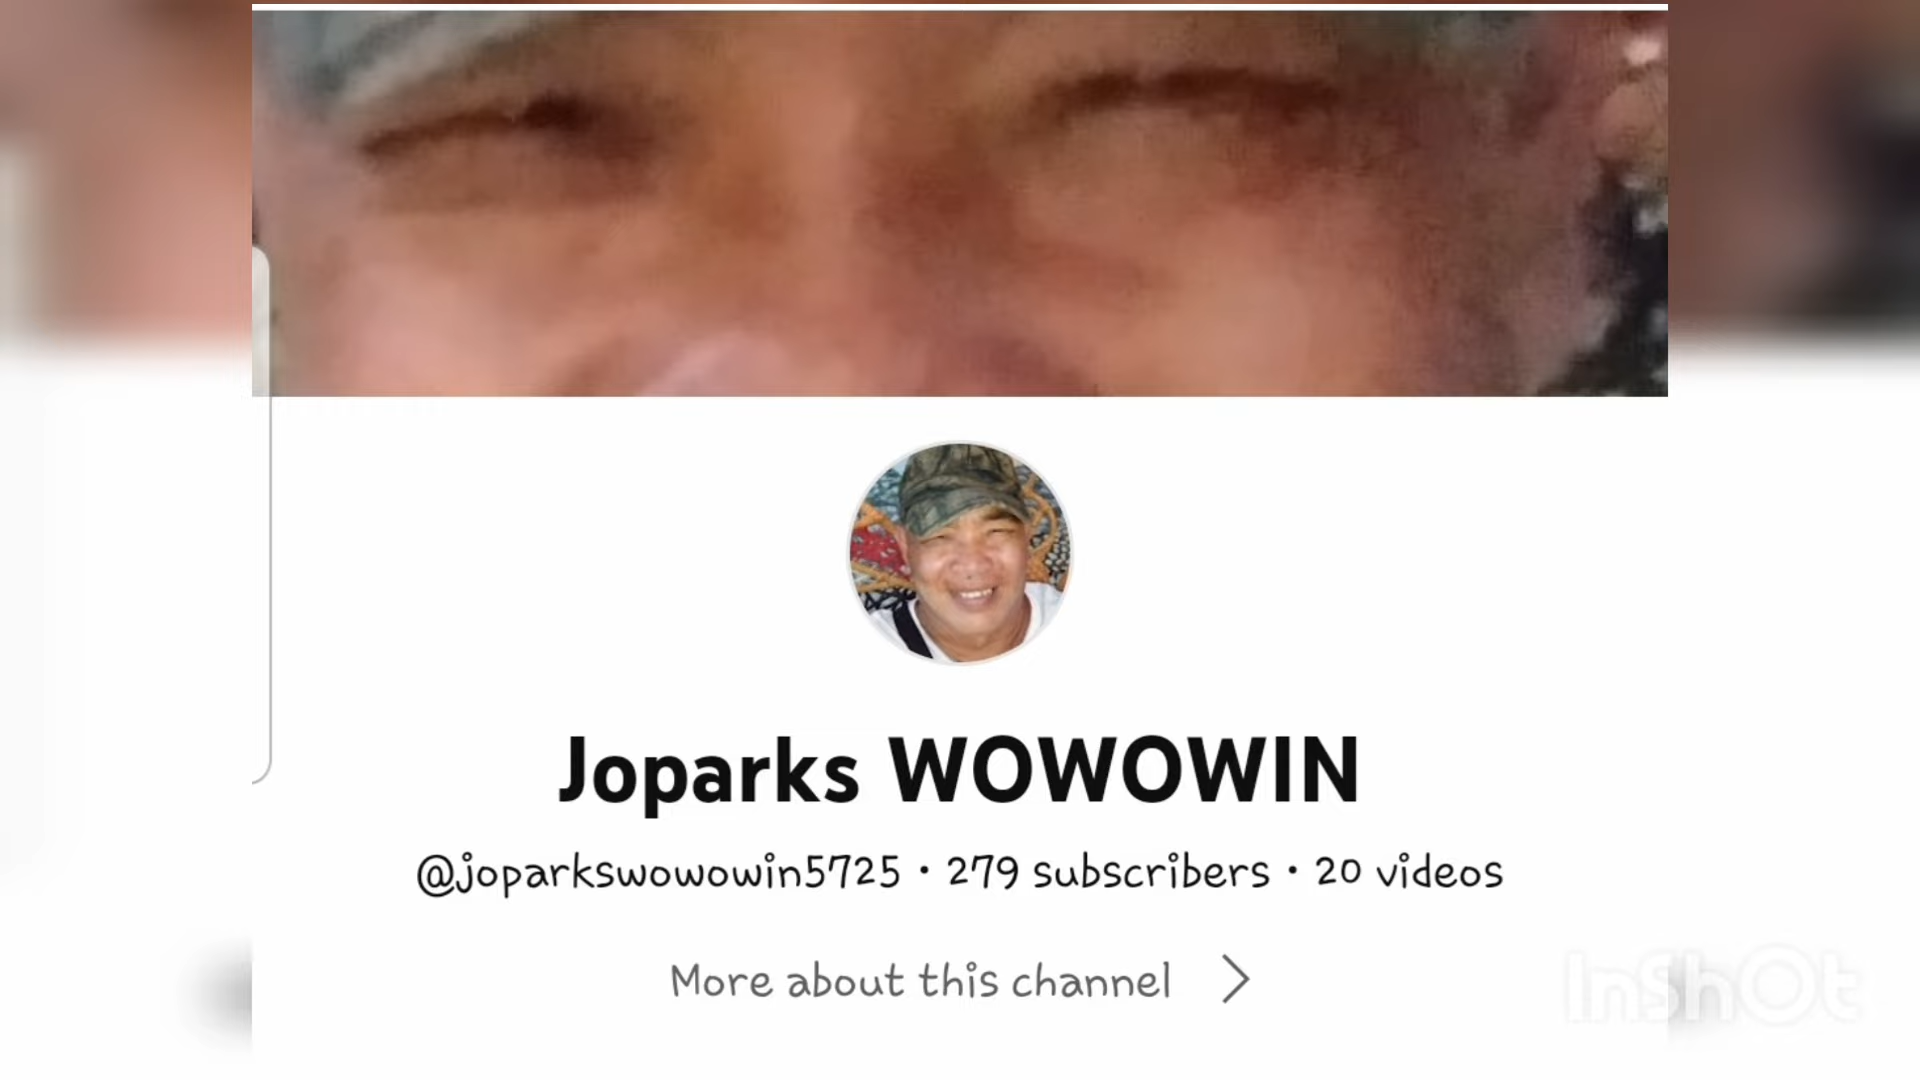 Joparks WOWOWIN
@joparkswowowin5725 • 279 subscribers • 20 videos
More about this channel
InShOt